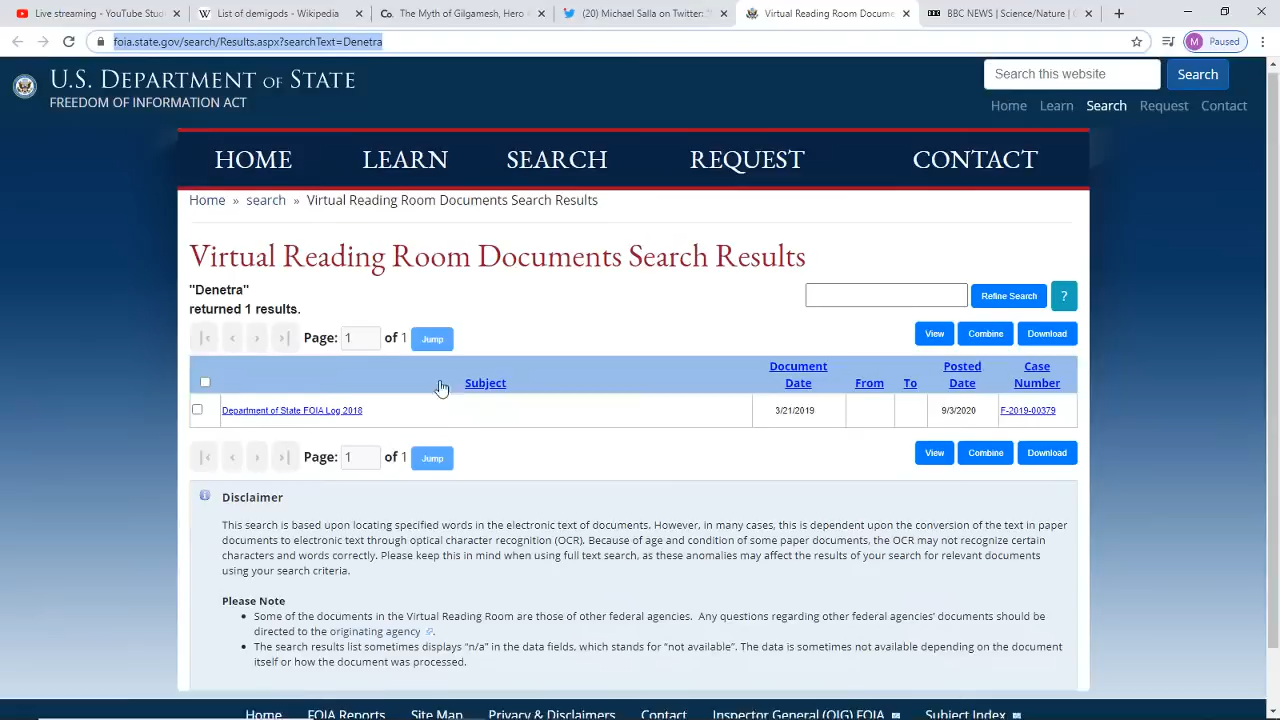 Live streaming - YouTube Stud
List of demigods - Wikipedia
Co. The Myth of Gilgamesh, Hero K
(20) Michael Salla on Twitter:
Virtual Reading Room Docume
BBC NEWS | Science/Nature | G
foia.state.gov/search/Results.aspx?searchText=Denetra
M Paused
U.S. DEPARTMENT OF STATE
FREEDOM OF INFORMATION ACT
Search this website
Search
Home Learn Search Request Contact
HOME LEARN SEARCH REQUEST CONTACT
Home » search » Virtual Reading Room Documents Search Results
Virtual Reading Room Documents Search Results
"Denetra"
returned 1 results.
Refine Search ?
Page: 1 of 1 Jump
View Combine Download
Subject Document Date From To Posted Date Case Number
Department of State FOIA Log 2018 3/21/2019 9/3/2020 F-2019-00379
Page: 1 of 1 Jump
View Combine Download
Disclaimer
This search is based upon locating specified words in the electronic text of documents. However, in many cases, this is dependent upon the conversion of the text in paper
documents to electronic text through optical character recognition (OCR). Because of age and condition of some paper documents, the OCR may not recognize certain
characters and words correctly. Please keep this in mind when using full text search, as these anomalies may affect the results of your search for relevant documents
using your search criteria.
Please Note
• Some of the documents in the Virtual Reading Room are those of other federal agencies. Any questions regarding other federal agencies' documents should be
directed to the originating agency.
• The search results list sometimes displays "n/a" in the data fields, which stands for "not available". The data is sometimes not available depending on the document
itself or how the document was processed.
Home FOIA Reports Site Map Privacy & Disclaimers Contact Inspector General (OIG) FOIA Subject Index